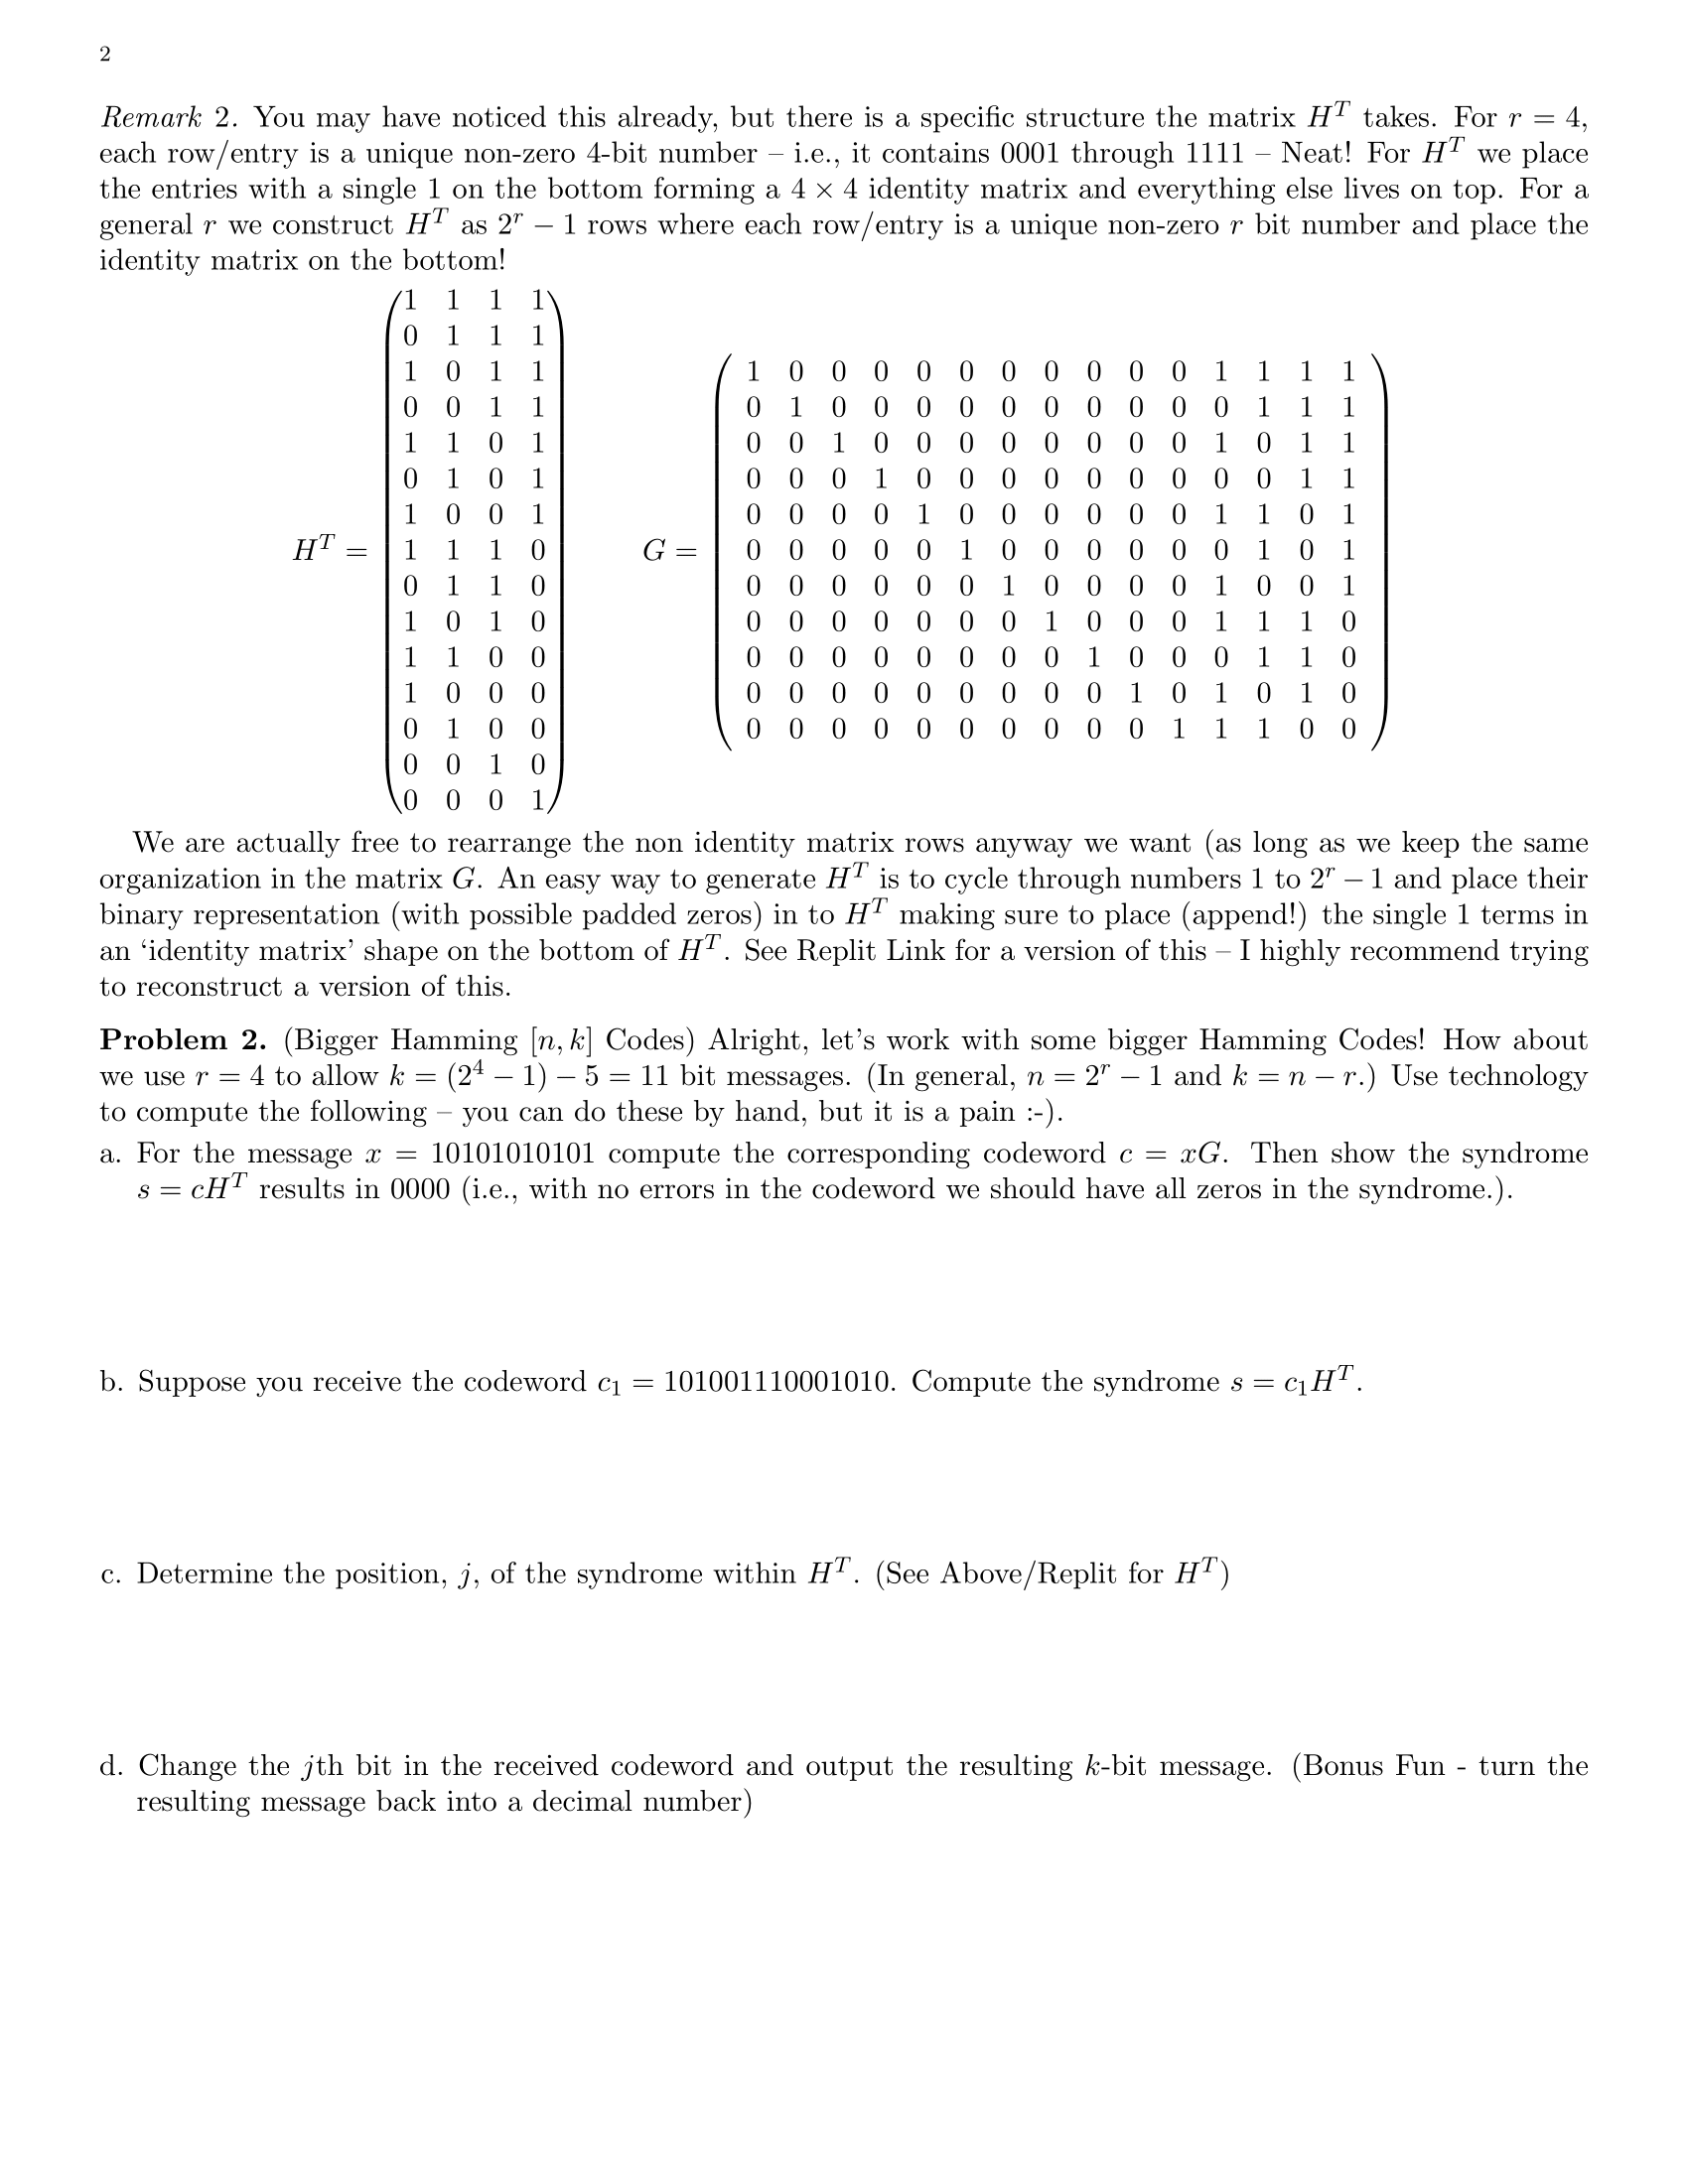 2
Remark 2. You may have noticed this already, but there is a specific structure the matrix H^T takes. For r = 4,
each row/entry is a unique non-zero 4-bit number – i.e., it contains 0001 through 1111 – Neat! For H^T we place
the entries with a single 1 on the bottom forming a 4 × 4 identity matrix and everything else lives on top. For a
general r we construct H^T as 2^r − 1 rows where each row/entry is a unique non-zero r bit number and place the
identity matrix on the bottom!
H^T =
1 1 1 1
0 1 1 1
1 0 1 1
0 0 1 1
1 1 0 1
0 1 0 1
1 0 0 1
1 1 1 0
0 1 1 0
1 0 1 0
1 1 0 0
1 0 0 0
0 1 0 0
0 0 1 0
0 0 0 1
G =
1 0 0 0 0 0 0 0 0 0 0 1 1 1 1
0 1 0 0 0 0 0 0 0 0 0 0 1 1 1
0 0 1 0 0 0 0 0 0 0 0 1 0 1 1
0 0 0 1 0 0 0 0 0 0 0 0 0 1 1
0 0 0 0 1 0 0 0 0 0 0 1 1 0 1
0 0 0 0 0 1 0 0 0 0 0 0 1 0 1
0 0 0 0 0 0 1 0 0 0 0 1 0 0 1
0 0 0 0 0 0 0 1 0 0 0 1 1 1 0
0 0 0 0 0 0 0 0 1 0 0 0 1 1 0
0 0 0 0 0 0 0 0 0 1 0 1 0 1 0
0 0 0 0 0 0 0 0 0 0 1 1 1 0 0
We are actually free to rearrange the non identity matrix rows anyway we want (as long as we keep the same
organization in the matrix G. An easy way to generate H^T is to cycle through numbers 1 to 2^r − 1 and place their
binary representation (with possible padded zeros) in to H^T making sure to place (append!) the single 1 terms in
an ‘identity matrix’ shape on the bottom of H^T. See Replit Link for a version of this – I highly recommend trying
to reconstruct a version of this.
Problem 2. (Bigger Hamming [n, k] Codes) Alright, let’s work with some bigger Hamming Codes! How about
we use r = 4 to allow k = (2^4 − 1) − 5 = 11 bit messages. (In general, n = 2^r − 1 and k = n − r.) Use technology
to compute the following – you can do these by hand, but it is a pain :-).
a. For the message x = 10101010101 compute the corresponding codeword c = xG. Then show the syndrome
s = cH^T results in 0000 (i.e., with no errors in the codeword we should have all zeros in the syndrome.).
b. Suppose you receive the codeword c_1 = 101001110001010. Compute the syndrome s = c_1H^T.
c. Determine the position, j, of the syndrome within H^T. (See Above/Replit for H^T)
d. Change the jth bit in the received codeword and output the resulting k-bit message. (Bonus Fun - turn the
resulting message back into a decimal number)